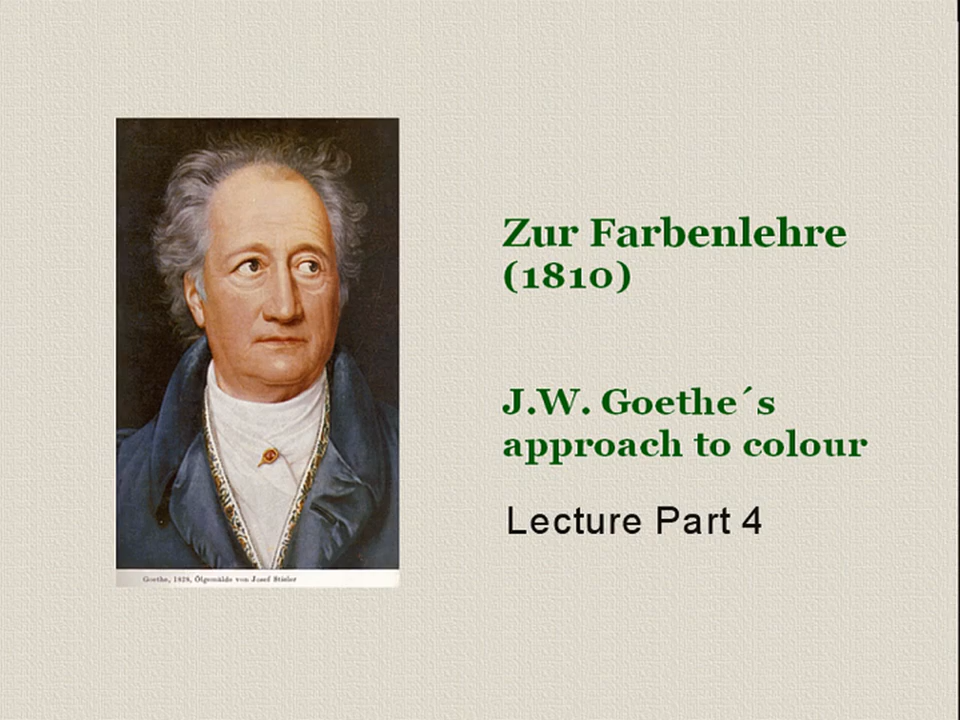 Zur Farbenlehre
(1810)
J.W. Goethe´s
approach to colour
Lecture Part 4
Goethe, 1828, Ölgemälde von Josef Stieler